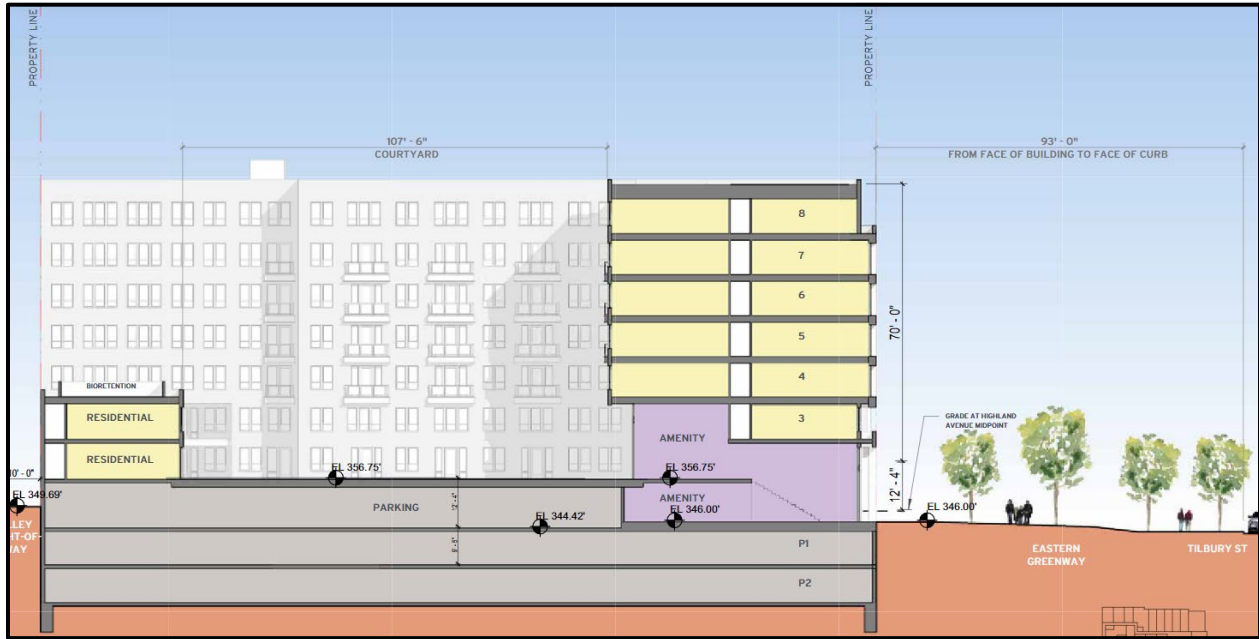 PROPERTY LINE
PROPERTY LINE
107' - 6"
COURTYARD
93' - 0"
FROM FACE OF BUILDING TO FACE OF CURB
8
7
6
5
4
3
70' - 0"
12' - 4"
BIORETENTION
RESIDENTIAL
RESIDENTIAL
AMENITY
GRADE AT HIGHLAND
AVENUE MIDPOINT
EL 356.75'
EL 356.75'
AMENITY
EL 346.00'
EL 346.00'
PARKING
12' - 4"
EL 344.42'
EL 349.69'
P1
P2
EASTERN
GREENWAY
TILBURY ST